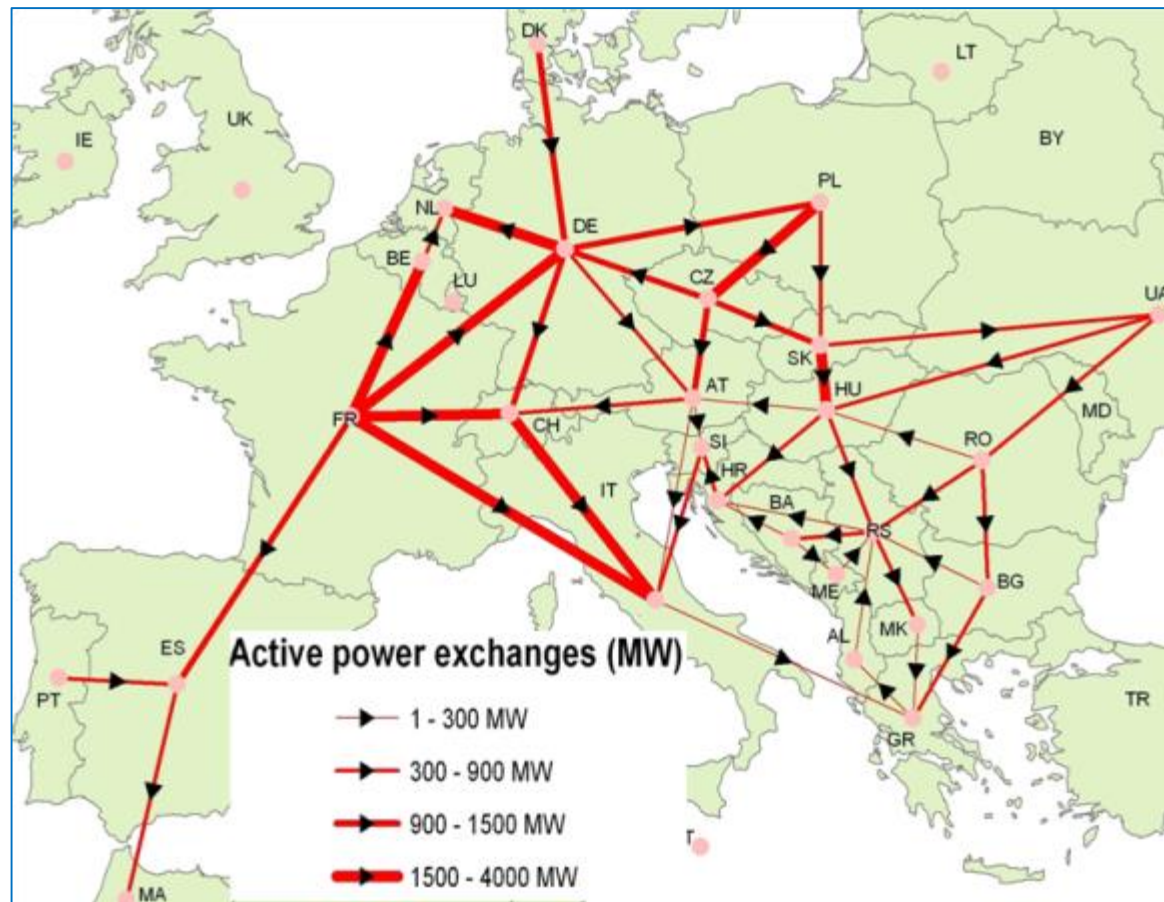 DK
LT
IE
UK
BY
NL
PL
DE
BE
LU
CZ
UA
SK
AT
HU
MD
FR
CH
SI
RO
HR
IT
BA
RS
ME
BG
AL
MK
ES
PT
TR
GR
MA
T
Active power exchanges (MW)
1 - 300 MW
300 - 900 MW
900 - 1500 MW
1500 - 4000 MW